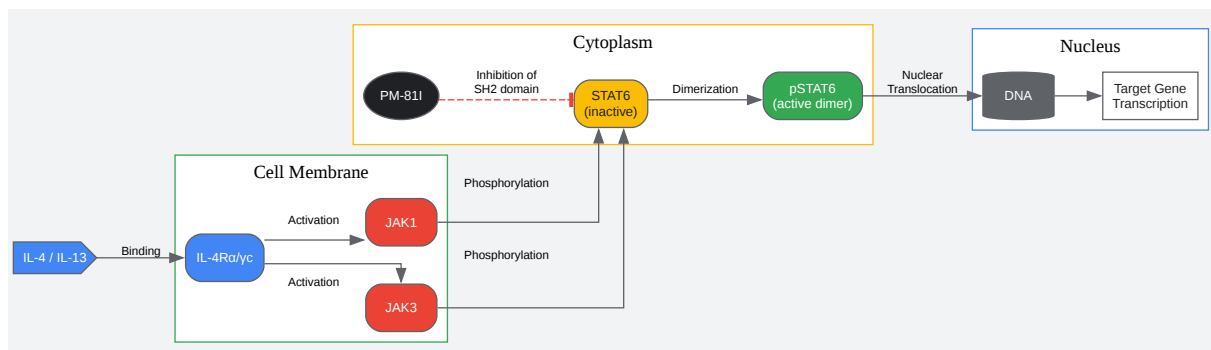 Cytoplasm
Nucleus
PM-81I
Inhibition of
SH2 domain
STAT6
(inactive)
Dimerization
pSTAT6
(active dimer)
Nuclear
Translocation
DNA
Target Gene
Transcription
Cell Membrane
Phosphorylation
Activation
JAK1
IL-4 / IL-13
Binding
IL-4Rα/γc
Phosphorylation
Activation
JAK3